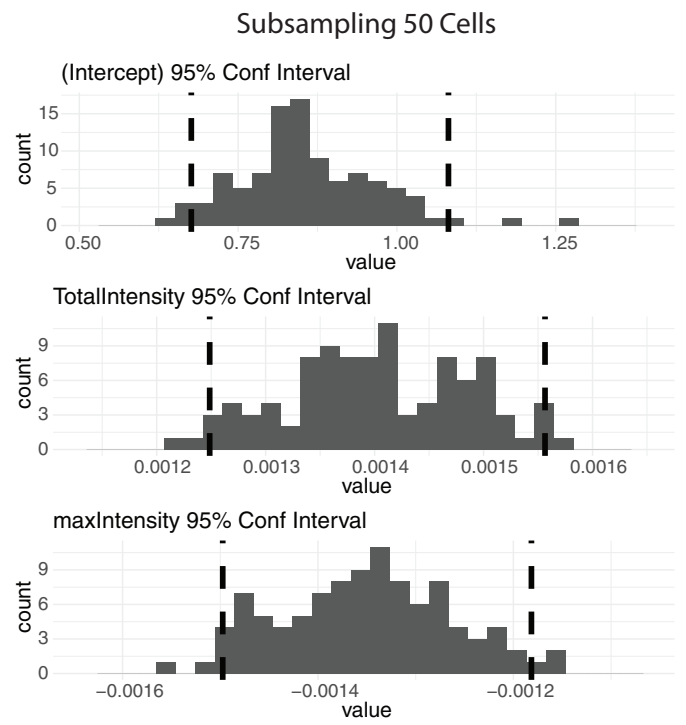 Subsampling 50 Cells
(Intercept) 95% Conf Interval
15
10
5
0
count
0.50 0.75 1.00 1.25
value
TotalIntensity 95% Conf Interval
9
6
3
0
count
0.0012 0.0013 0.0014 0.0015 0.0016
value
maxIntensity 95% Conf Interval
9
6
3
0
count
−0.0016 −0.0014 −0.0012
value